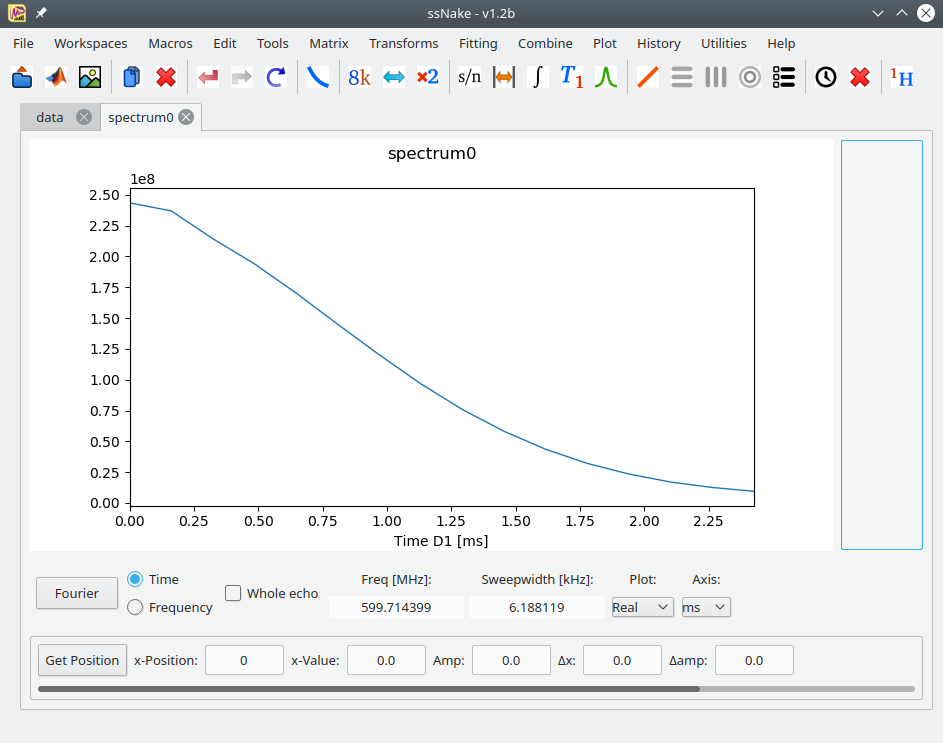 ssNake - v1.2b
File Workspaces Macros Edit Tools Matrix Transforms Fitting Combine Plot History Utilities Help
8k ×2 s/n ∫ T1 1H
data spectrum0
spectrum0
1e8
2.50
2.25
2.00
1.75
1.50
1.25
1.00
0.75
0.50
0.25
0.00
0.00 0.25 0.50 0.75 1.00 1.25 1.50 1.75 2.00 2.25
Time D1 [ms]
Fourier
Time
Frequency
Whole echo
Freq [MHz]: Sweepwidth [kHz]: Plot: Axis:
599.714399 6.188119 Real ms
Get Position x-Position: 0 x-Value: 0.0 Amp: 0.0 Δx: 0.0 Δamp: 0.0